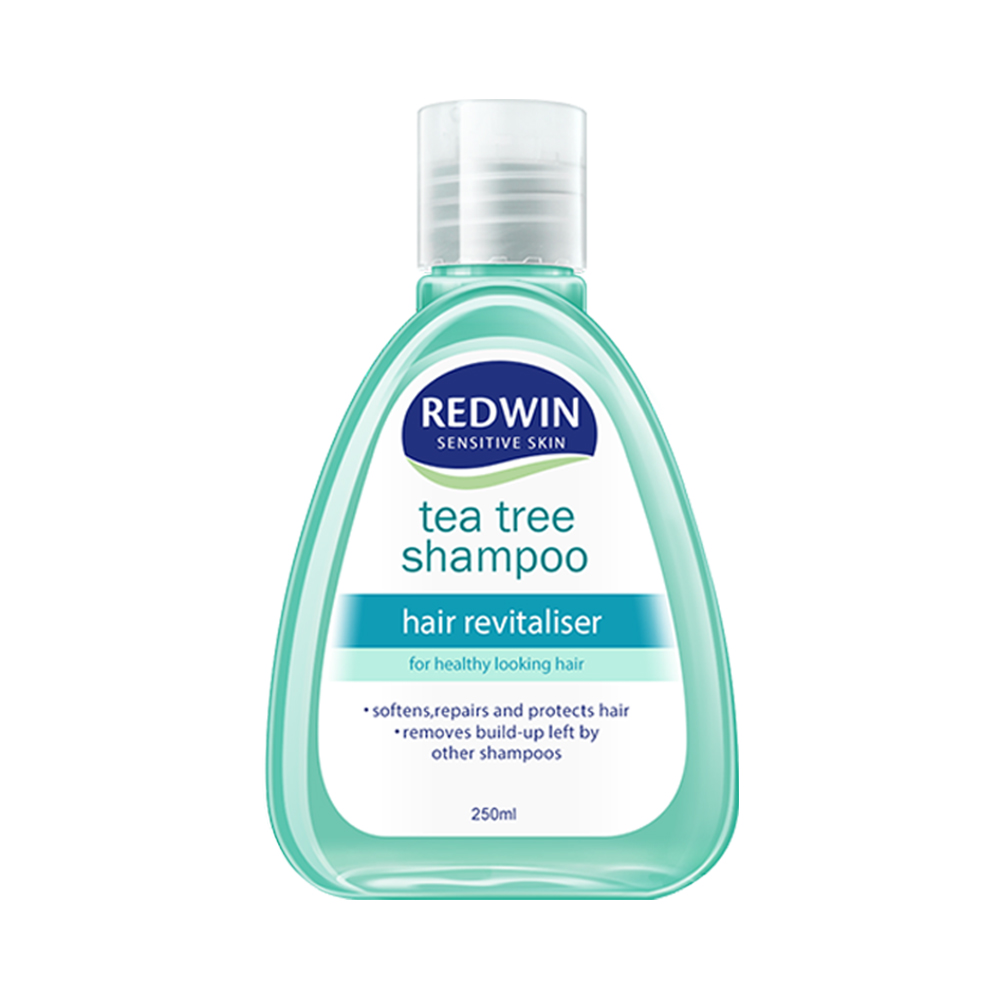 REDWIN
SENSITIVE SKIN
tea tree
shampoo
hair revitaliser
for healthy looking hair
• softens,repairs and protects hair
• removes build-up left by
other shampoos
250ml